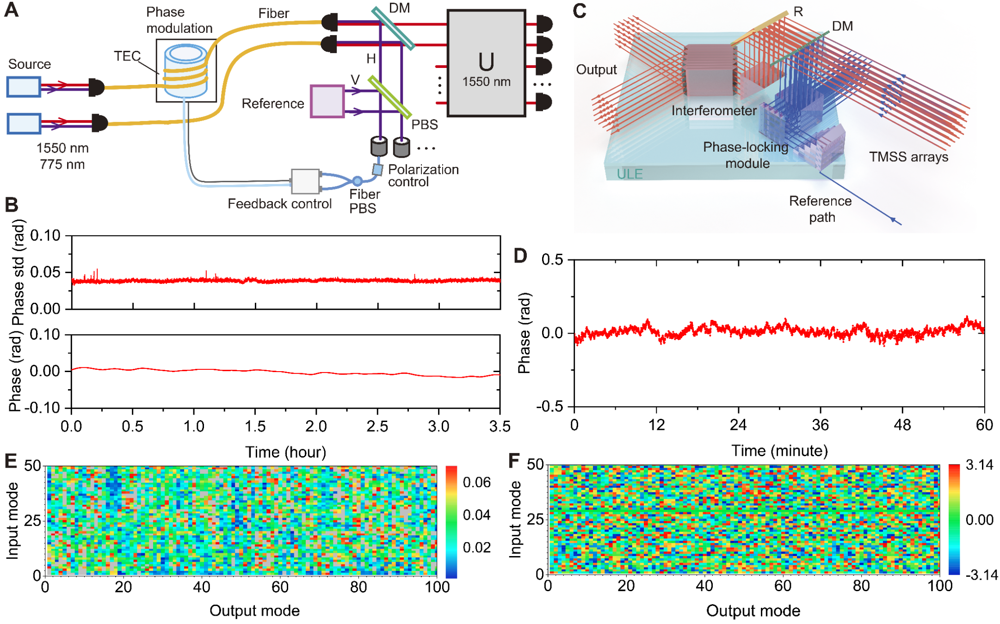 A
Phase
modulation
Fiber
DM
TEC
Source
H
V
U
1550 nm
...
Reference
PBS
1550 nm
775 nm
...
Polarization
control
Fiber
PBS
Feedback control
C
R
DM
Output
Interferometer
Phase-locking
module
TMSS arrays
ULE
Reference
path
B
Phase std (rad)
0.10
0.05
0.00
Phase (rad)
0.10
0.00
-0.10
0.0 0.5 1.0 1.5 2.0 2.5 3.0 3.5
Time (hour)
D
Phase (rad)
0.5
0.0
-0.5
0 12 24 36 48 60
Time (minute)
E
Input mode
50
25
0
0 20 40 60 80 100
Output mode
0.06
0.04
0.02
F
Input mode
50
25
0
0 20 40 60 80 100
Output mode
3.14
0.00
-3.14